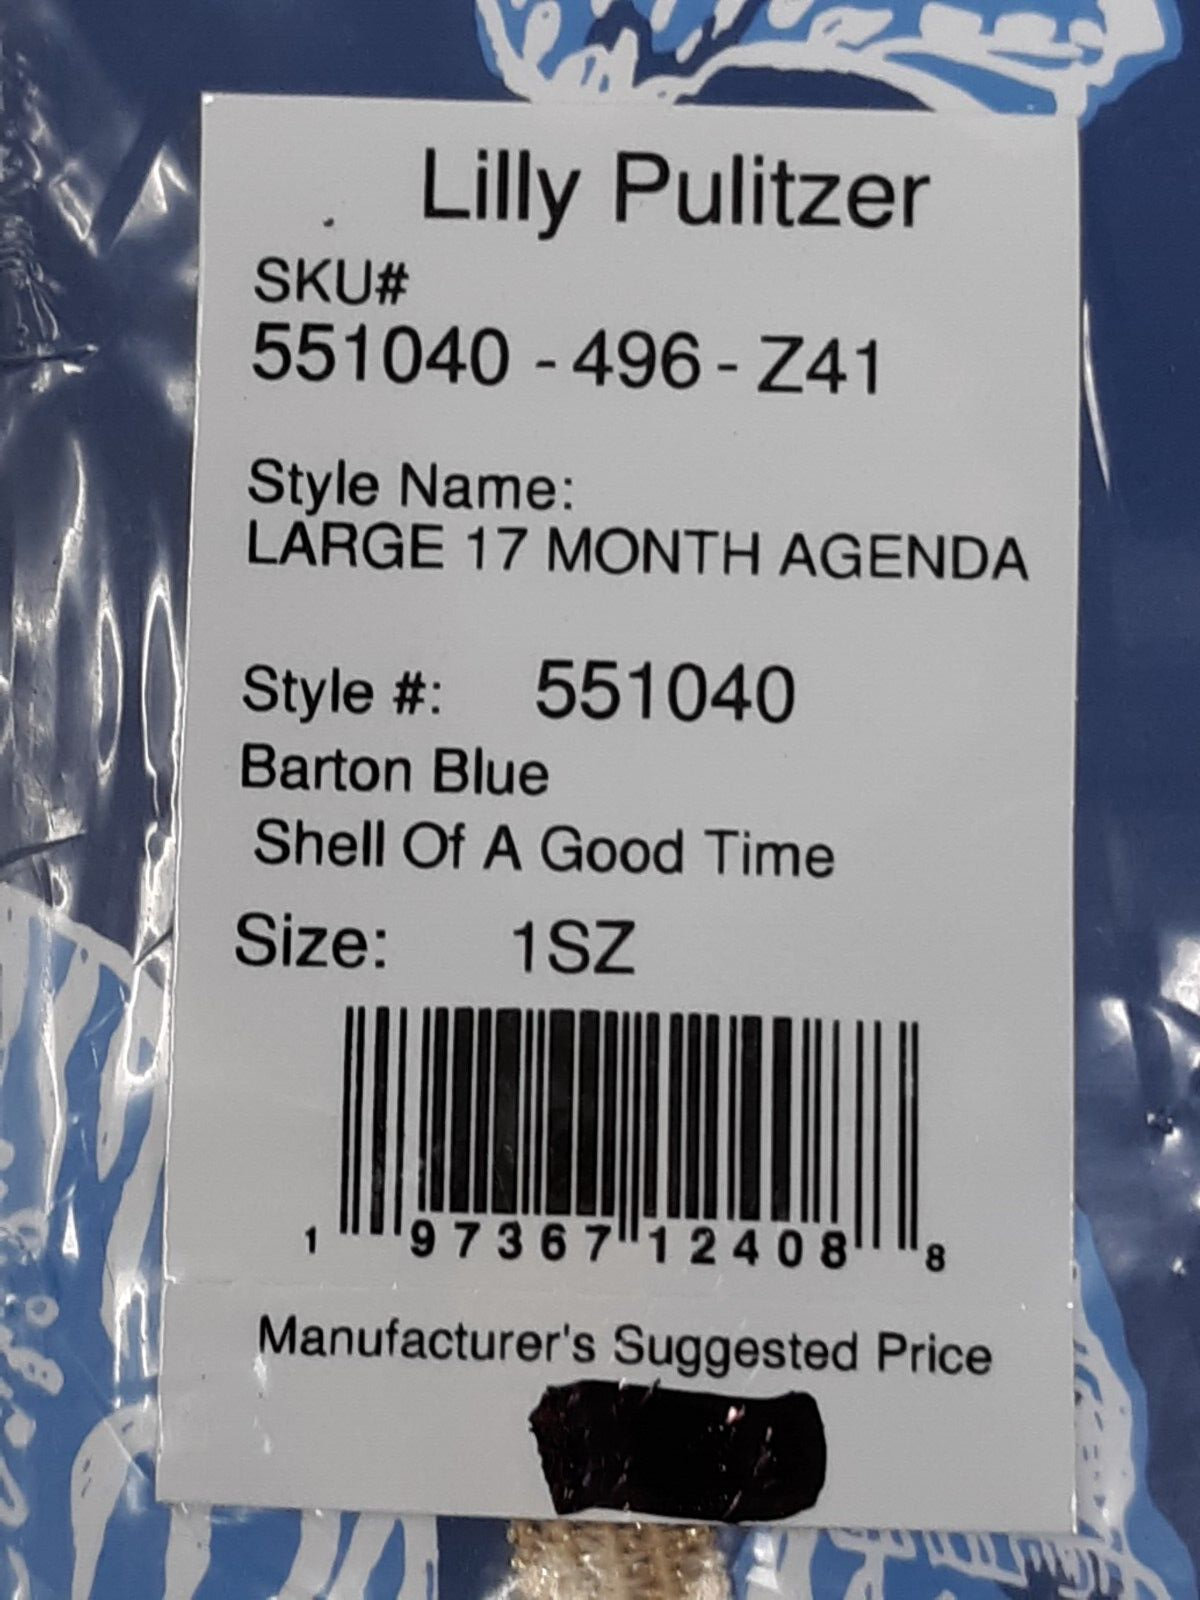 Lilly Pulitzer
SKU#
551040 - 496 - Z41
Style Name:
LARGE 17 MONTH AGENDA
Style #: 551040
Barton Blue
Shell Of A Good Time
Size: 1SZ
1 97367 12408 8
Manufacturer's Suggested Price